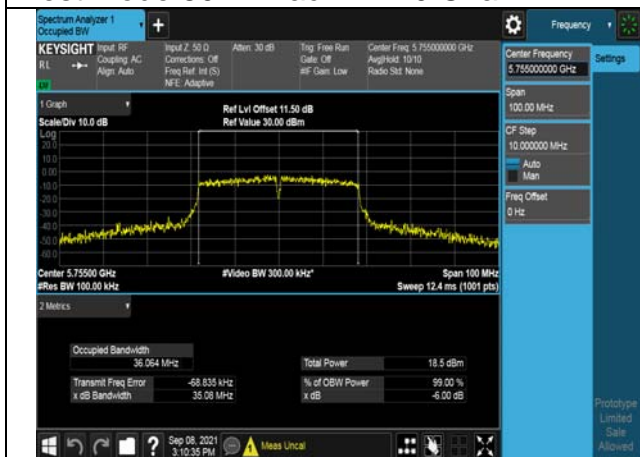 Spectrum Analyzer 1
Occupied BW
Frequency
KEYSIGHT Input: RF
RL
Coupling: AC
Align: Auto
Input Z: 50 Ω
Corrections: Off
Freq Ref: Int (S)
NFE: Adaptive
Atten: 30 dB
Trig: Free Run
Gate: Off
#IF Gain: Low
Center Freq: 5.755000000 GHz
Avg|Hold: 10/10
Radio Std: None
Center Frequency
5.755000000 GHz
Settings
Span
100.00 MHz
CF Step
10.000000 MHz
Auto
Man
Freq Offset
0 Hz
1 Graph
Scale/Div 10.0 dB
Ref Lvl Offset 11.50 dB
Ref Value 30.00 dBm
Log
20.0
10.0
0.00
-10.0
-20.0
-30.0
-40.0
-50.0
-60.0
Center 5.75500 GHz
#Res BW 100.00 kHz
#Video BW 300.00 kHz*
Span 100 MHz
Sweep 12.4 ms (1001 pts)
2 Metrics
Occupied Bandwidth
36.064 MHz
Total Power 18.5 dBm
Transmit Freq Error -68.835 kHz
% of OBW Power 99.00 %
x dB Bandwidth 35.08 MHz
x dB -6.00 dB
Prototype
Limited
Sale
Allowed
?
Sep 08, 2021
3:10:35 PM
Meas Uncal